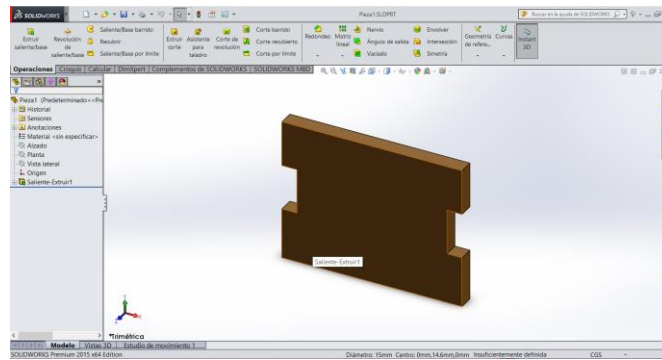 SOLIDWORKS
Pieza1.SLDPRT
Buscar en la ayuda de SOLIDWORKS
Extruir saliente/base
Revolución de saliente/base
Saliente/Base barrido
Recubrir
Saliente/Base por límite
Extruir corte
Asistente para taladro
Corte de revolución
Corte barrido
Corte recubierto
Corte por límite
Redondeo
Matriz lineal
Nervio
Ángulo de salida
Vaciado
Envolver
Intersección
Simetría
Geometría de refere...
Curvas
Instant 3D
Operaciones Croquis Calcular DimXpert Complementos de SOLIDWORKS SOLIDWORKS MBD
Pieza1 (Predeterminado<<Pre
Historial
Sensores
Anotaciones
Material <sin especificar>
Alzado
Planta
Vista lateral
Origen
Saliente-Extruir1
Saliente-Extruir1
*Trimétrica
Modelo Vistas 3D Estudio de movimiento 1
SOLIDWORKS Premium 2015 x64 Edition
Diámetro: 15mm Centro: 0mm,14.6mm,0mm Insuficientemente definida CGS